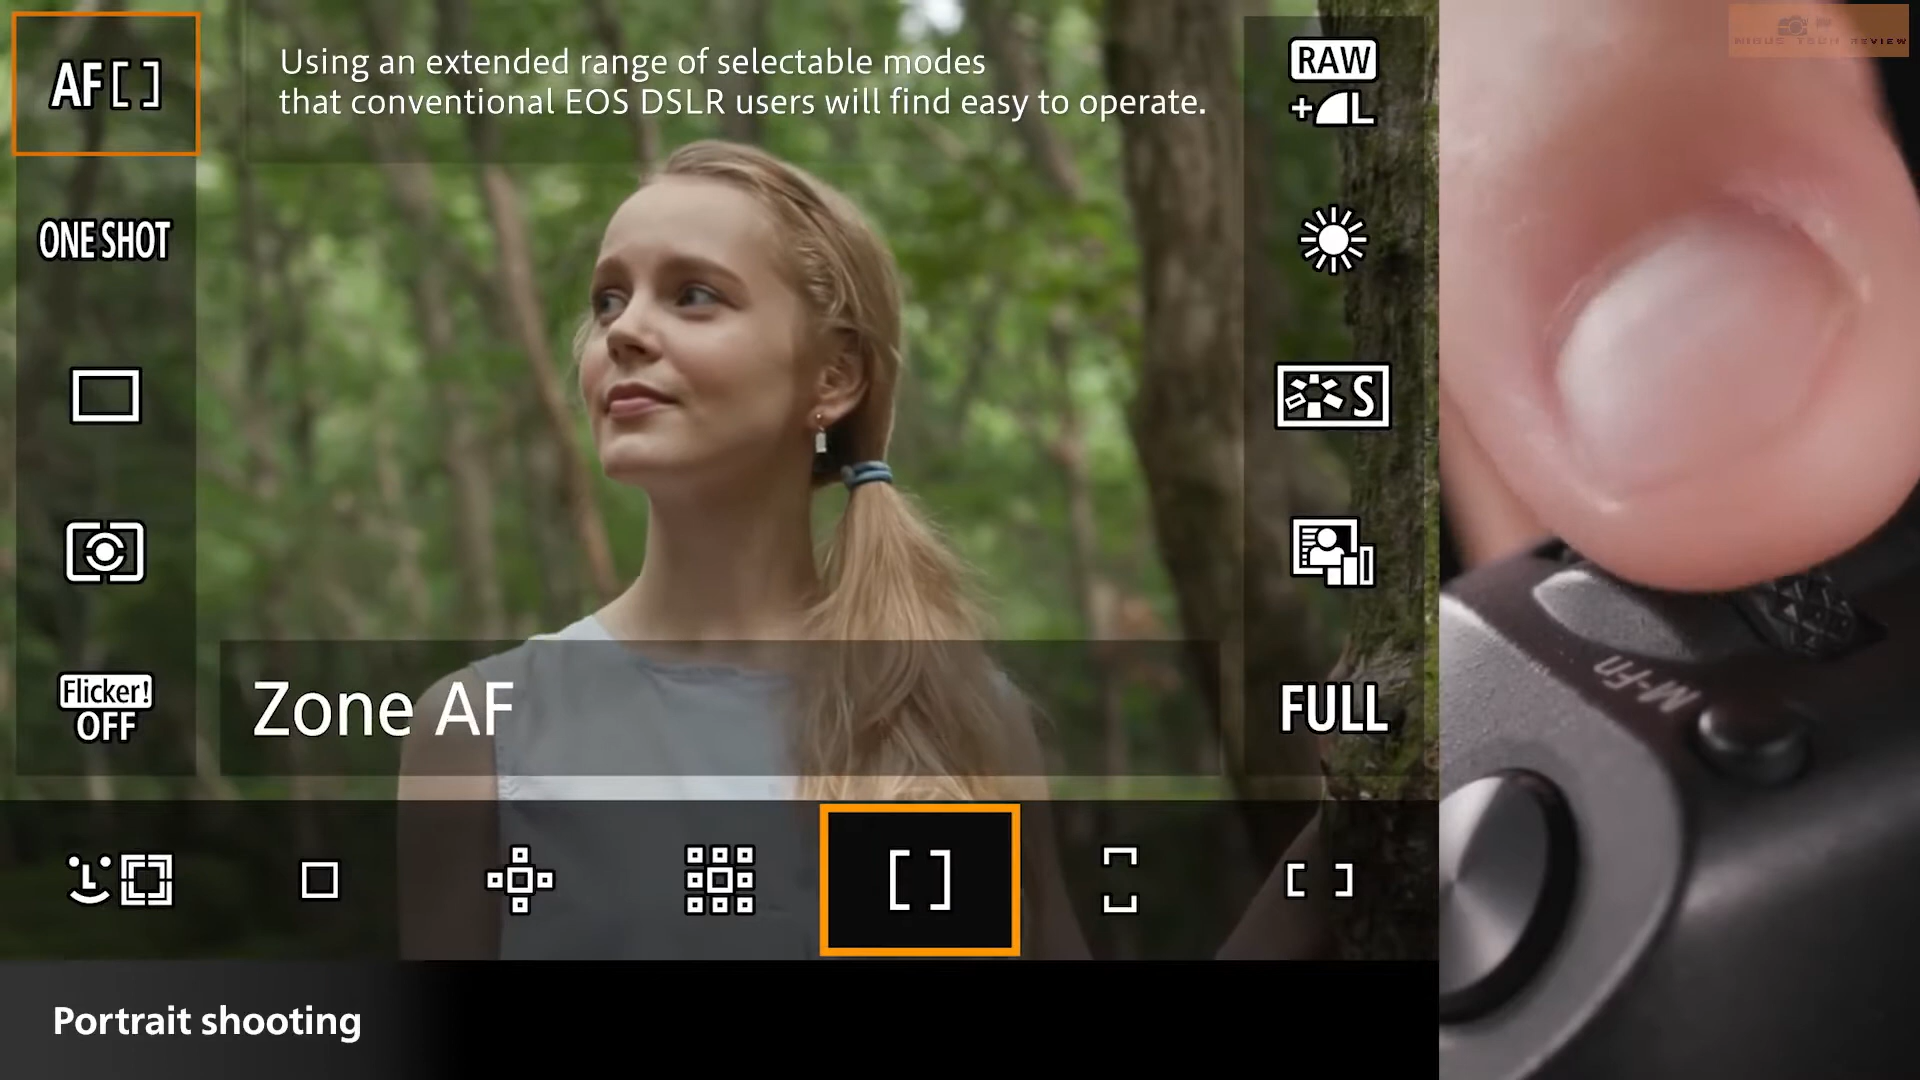 AF[ ]
Using an extended range of selectable modes
that conventional EOS DSLR users will find easy to operate.
RAW
+L
ONE SHOT
S
Flicker!
OFF
Zone AF
FULL
M-Fn
Portrait shooting
REVIEW